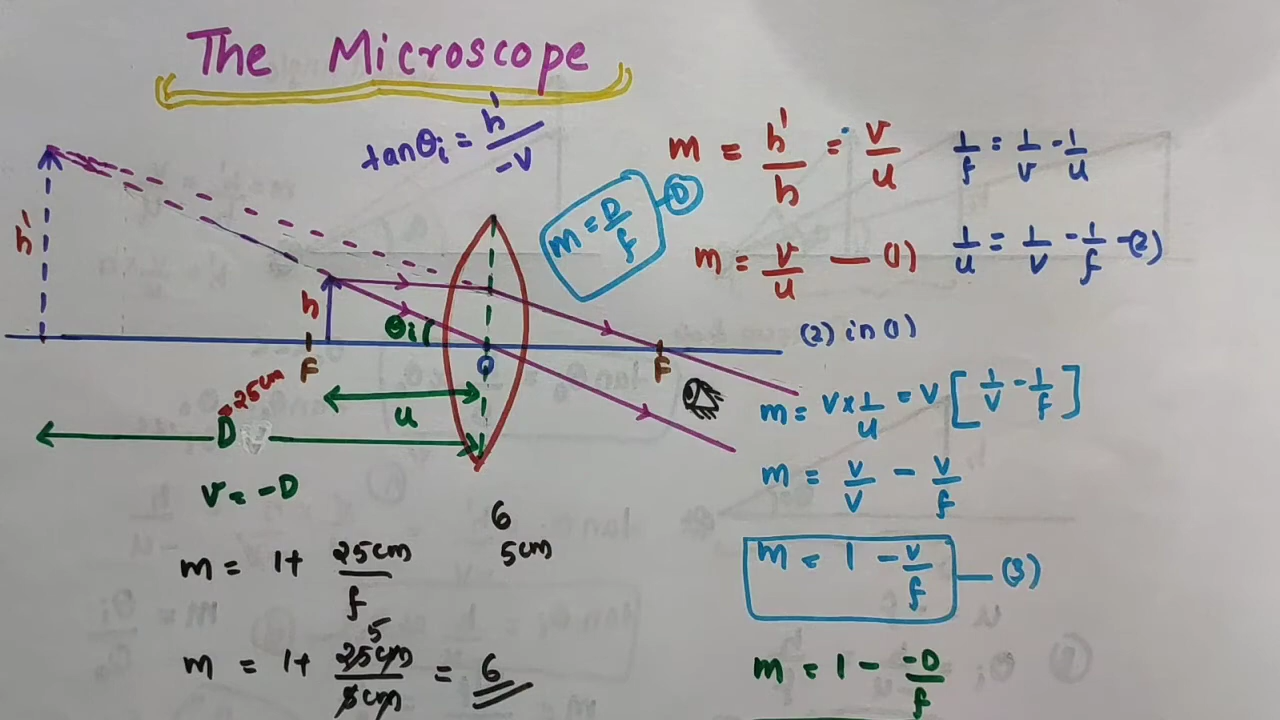 The Microscope
tanθi = h'/-v
h'
h
θi
F
O
F
u
D = 25cm
v = -D
m = D/f — D
m = h'/h = v/u
m = v/u — (1)
1/f = 1/v - 1/u
1/u = 1/v - 1/f - (2)
(2) in (1)
m = v x 1/u = v [1/v - 1/f]
m = v/v - v/f
m = 1 - v/f — (3)
m = 1 - -D/f
6
5cm
m = 1 + 25cm/f
5
m = 1 + 25cm/5cm = 6